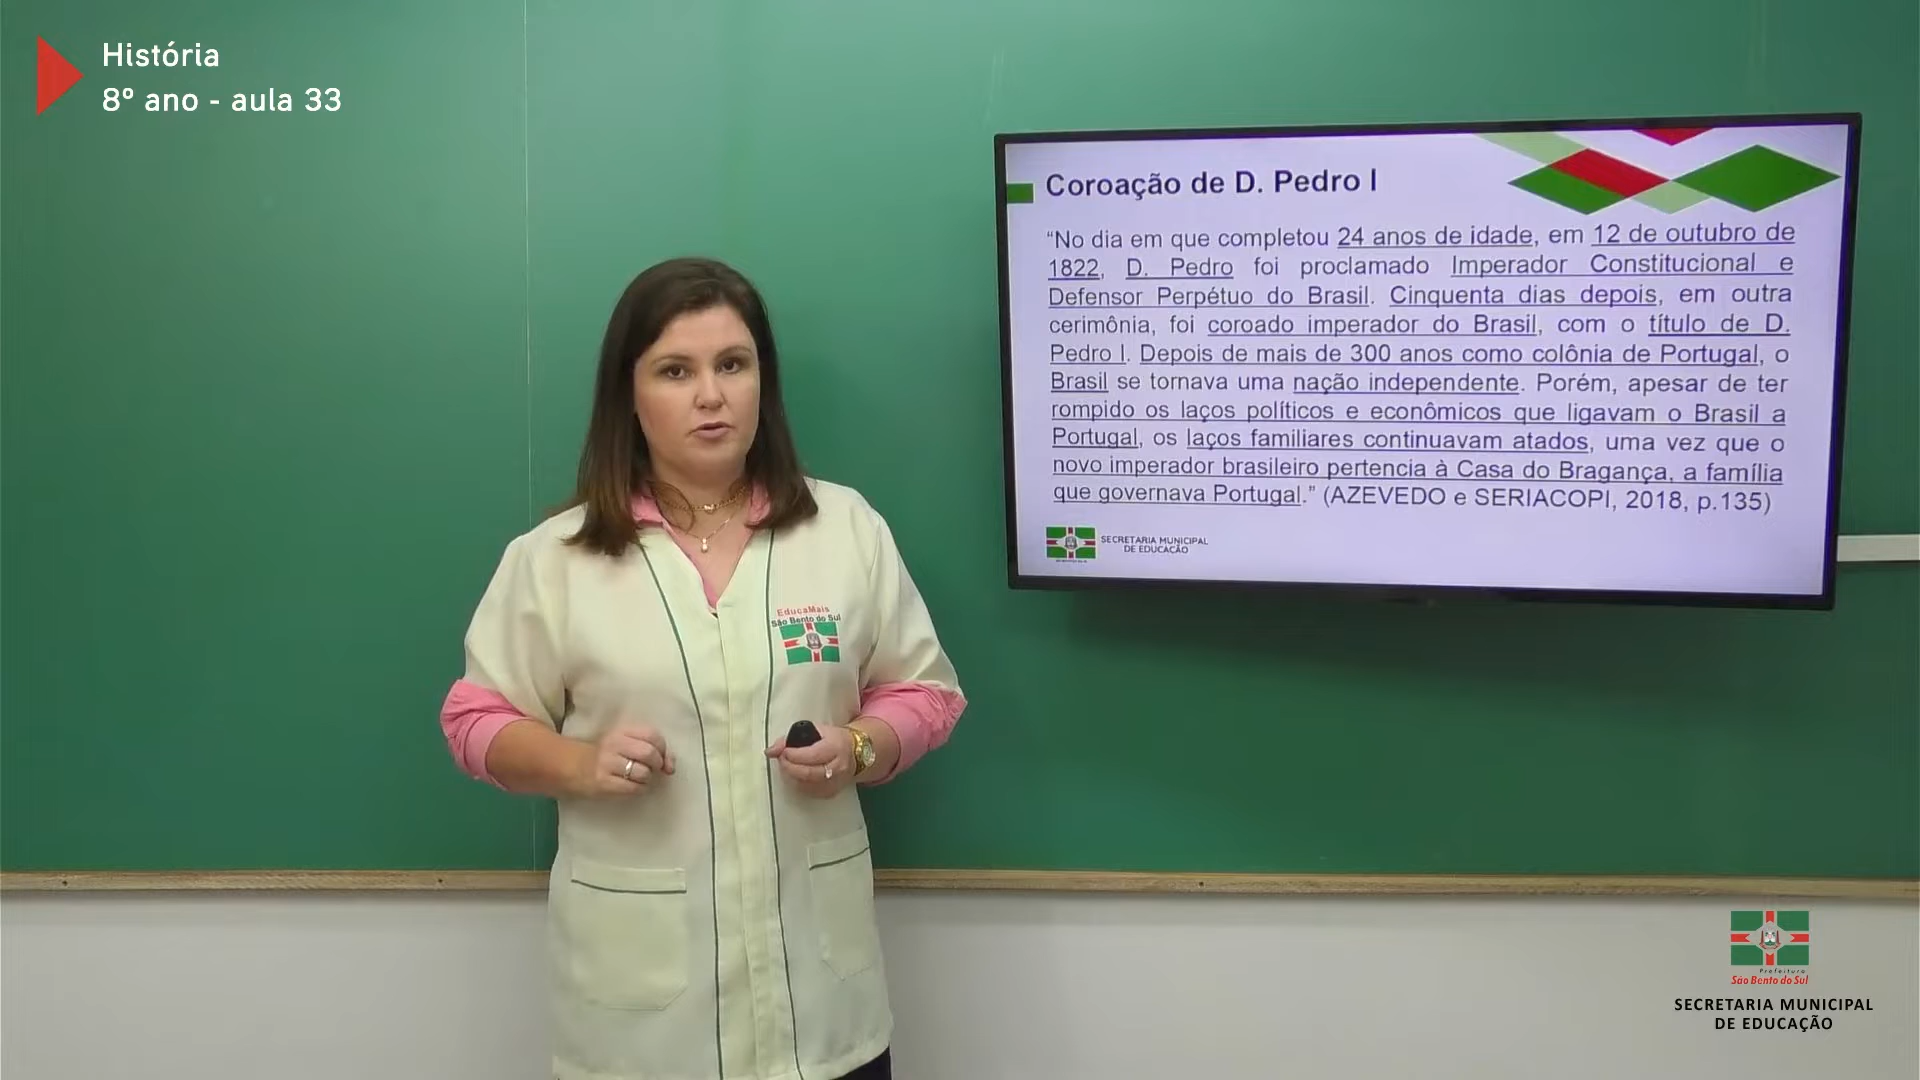 História
8º ano - aula 33
Coroação de D. Pedro I
“No dia em que completou 24 anos de idade, em 12 de outubro de
1822, D. Pedro foi proclamado Imperador Constitucional e
Defensor Perpétuo do Brasil. Cinquenta dias depois, em outra
cerimônia, foi coroado imperador do Brasil, com o título de D.
Pedro I. Depois de mais de 300 anos como colônia de Portugal, o
Brasil se tornava uma nação independente. Porém, apesar de ter
rompido os laços políticos e econômicos que ligavam o Brasil a
Portugal, os laços familiares continuavam atados, uma vez que o
novo imperador brasileiro pertencia à Casa do Bragança, a família
que governava Portugal.” (AZEVEDO e SERIACOPI, 2018, p.135)
SECRETARIA MUNICIPAL
DE EDUCAÇÃO
EducaMais
São Bento do Sul
Prefeitura
São Bento do Sul
SECRETARIA MUNICIPAL
DE EDUCAÇÃO